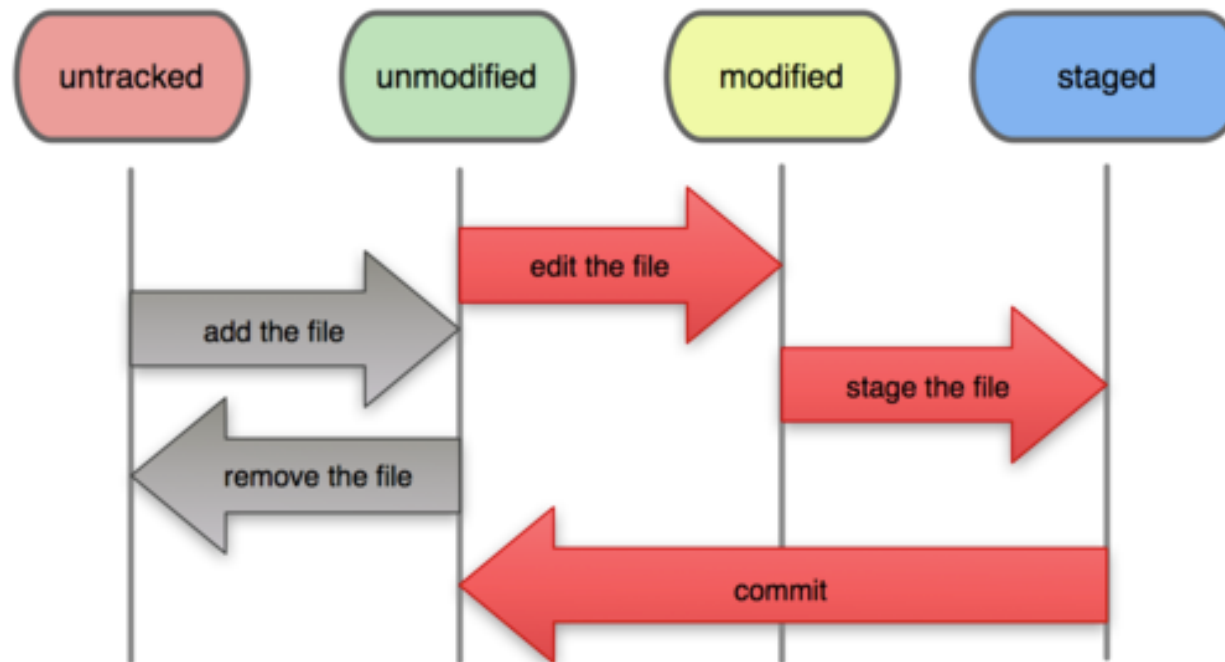 untracked
unmodified
modified
staged
edit the file
add the file
stage the file
remove the file
commit